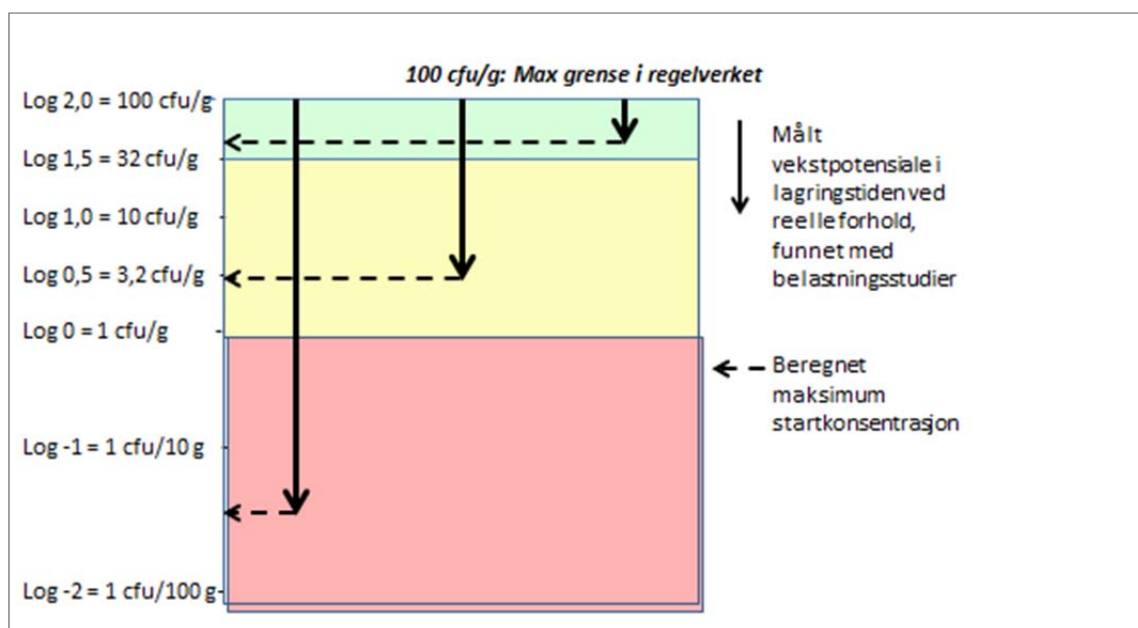 100 cfu/g: Max grense i regelverket
Log 2,0 = 100 cfu/g
Log 1,5 = 32 cfu/g
Log 1,0 = 10 cfu/g
Log 0,5 = 3,2 cfu/g
Log 0 = 1 cfu/g
Log -1 = 1 cfu/10 g
Log -2 = 1 cfu/100 g
Målt
vekstpotensiale i
lagringstiden ved
reelle forhold,
funnet med
belastningsstudier
Beregnet
maksimum
startkonsentrasjon